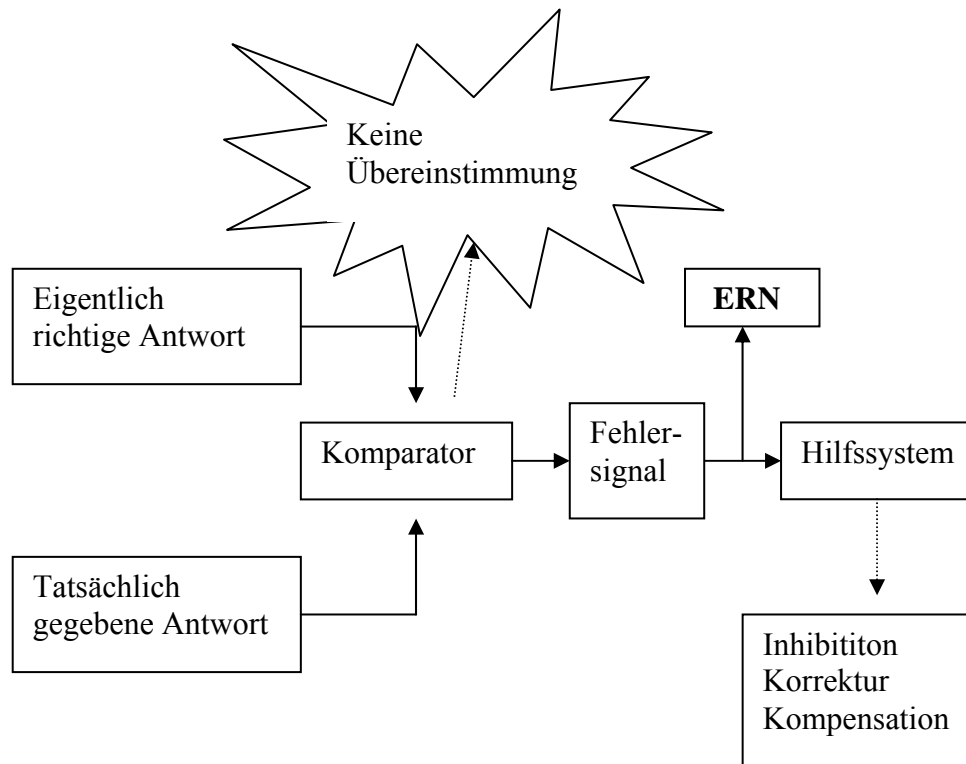 Keine
Übereinstimmung
Eigentlich
richtige Antwort
ERN
Komparator
Fehler-
signal
Hilfssystem
Tatsächlich
gegebene Antwort
Inhibititon
Korrektur
Kompensation